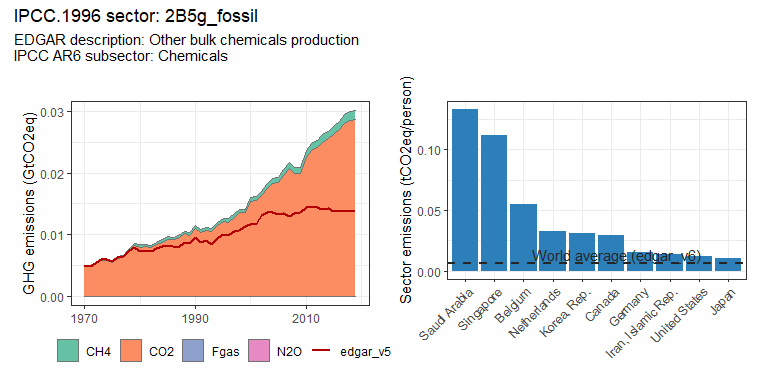 IPCC.1996 sector: 2B5g_fossil
EDGAR description: Other bulk chemicals production
IPCC AR6 subsector: Chemicals
GHG emissions (GtCO2eq)
0.03
0.02
0.01
0.00
1970
1990
2010
CH4
CO2
Fgas
N2O
edgar_v5
Sector emissions (tCO2eq/person)
0.10
0.05
0.00
World average (edgar_v6)
Saudi Arabia
Singapore
Belgium
Netherlands
Korea, Rep.
Canada
Germany
Iran, Islamic Rep.
United States
Japan